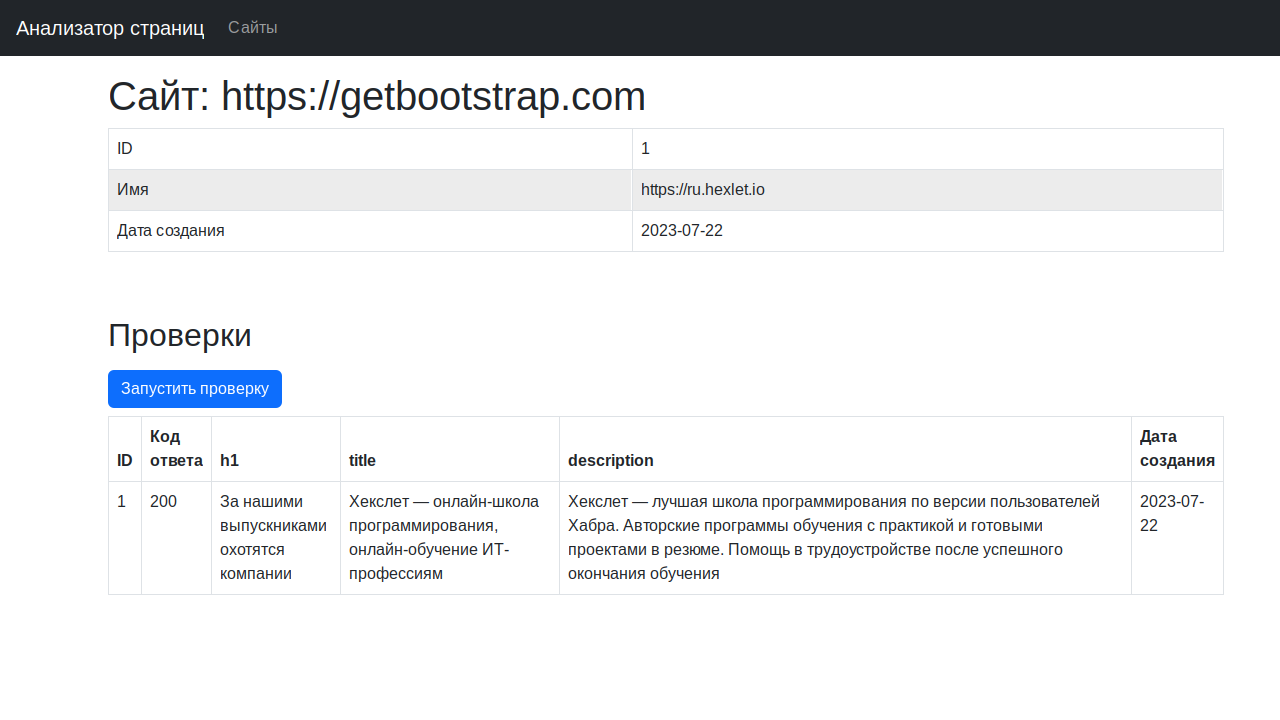 Анализатор страниц Сайты
Сайт: https://getbootstrap.com
ID 1
Имя https://ru.hexlet.io
Дата создания 2023-07-22
Проверки
Запустить проверку
ID Код ответа h1 title description Дата создания
1 200 За нашими выпускниками охотятся компании Хекслет — онлайн-школа программирования, онлайн-обучение ИТ-профессиям Хекслет — лучшая школа программирования по версии пользователей Хабра. Авторские программы обучения с практикой и готовыми проектами в резюме. Помощь в трудоустройстве после успешного окончания обучения 2023-07-22